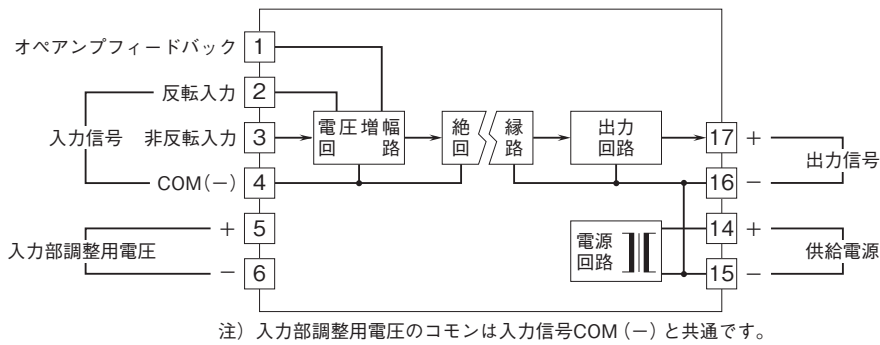 オペアンプフィードバック 1
反転入力 2
入力信号 非反転入力 3
COM(−) 4
入力部調整用電圧 + 5
− 6
電圧増幅
回路
絶縁
回路
出力
回路
電源
回路
17 + 出力信号
16 −
14 + 供給電源
15 −
注）入力部調整用電圧のコモンは入力信号COM(−)と共通です。